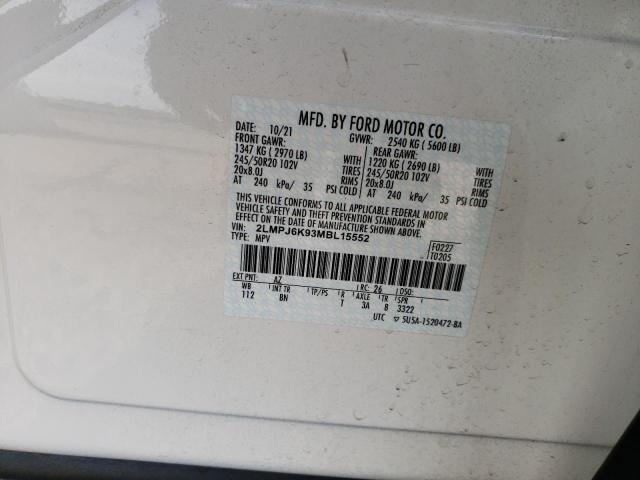 MFD. BY FORD MOTOR CO.
10/21 GVWR: 2540 KG ( 5600 LB)
FRONT GAWR: REAR GAWR:
1347 KG ( 2970 LB) WITH 1220 KG ( 2690 LB) WITH
245/50R20 102V TIRES 245/50R20 102V TIRES
20x8.0J RIMS 20x8.0J RIMS
AT 240 kPa/ 35 PSI COLD AT 240 kPa/ 35 PSI COLD
THIS VEHICLE CONFORMS TO ALL APPLICABLE FEDERAL MOTOR
VEHICLE SAFETY AND THEFT PREVENTION STANDARDS IN
EFFECT ON THE DATE OF MANUFACTURE SHOWN ABOVE.
VIN: 2LMPJ6K93MBL15552
TYPE: MPV
F0227
T0205
EXT PNT: AZ RC: 26 DSO:
WB INT TR TP/PS R AXLE TR SPR
112 BN T 3A 8 3322
UTC 5U5A-1520472-BA